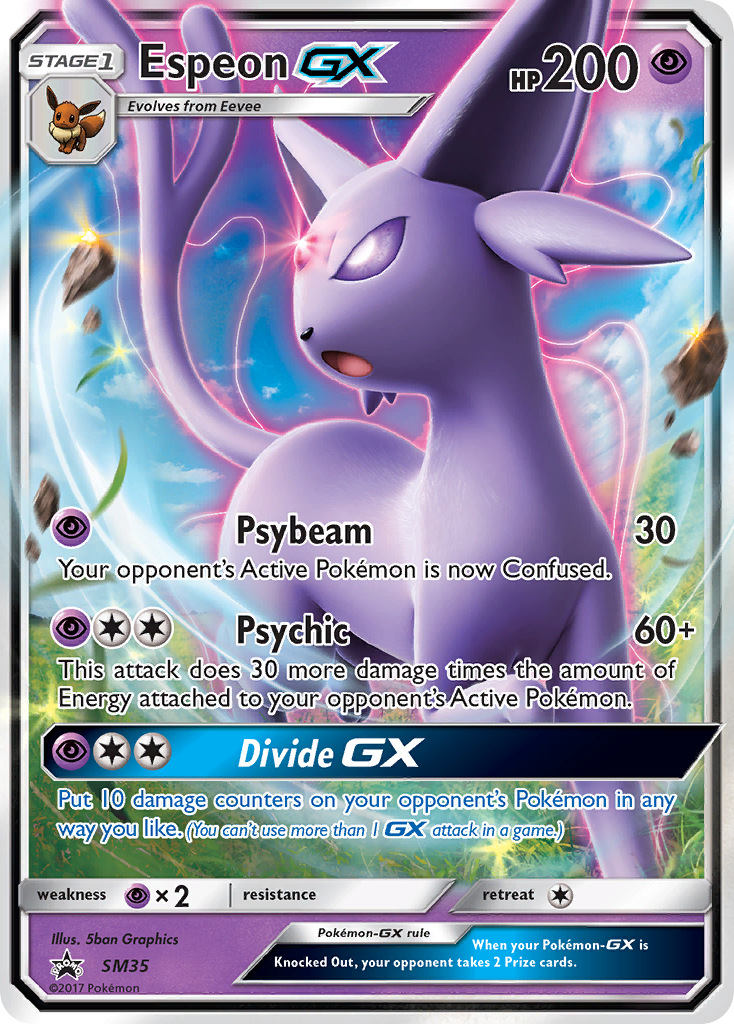 STAGE1
Espeon GX
HP200
Evolves from Eevee
Psybeam 30
Your opponent's Active Pokémon is now Confused.
Psychic 60+
This attack does 30 more damage times the amount of
Energy attached to your opponent's Active Pokémon.
Divide GX
Put 10 damage counters on your opponent's Pokémon in any
way you like. (You can't use more than 1 GX attack in a game.)
weakness ×2 resistance retreat
Illus. 5ban Graphics
Pokémon-GX rule
When your Pokémon-GX is
Knocked Out, your opponent takes 2 Prize cards.
PROMO
SM35
©2017 Pokémon